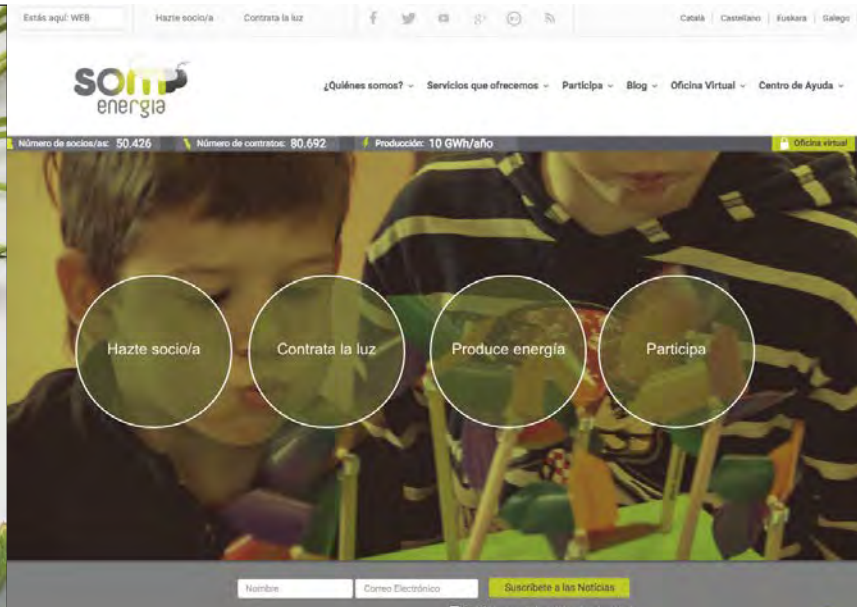 Estás aquí: WEB Hazte socio/a Contrata la luz Català Castellano Euskara Galego
som energia
¿Quiénes somos? Servicios que ofrecemos Participa Blog Oficina Virtual Centro de Ayuda
Número de socios/as: 50.426 Número de contratos: 80.692 Producción: 10 GWh/año Oficina virtual
Hazte socio/a Contrata la luz Produce energía Participa
Nombre Correo Electrónico Suscríbete a las Noticias